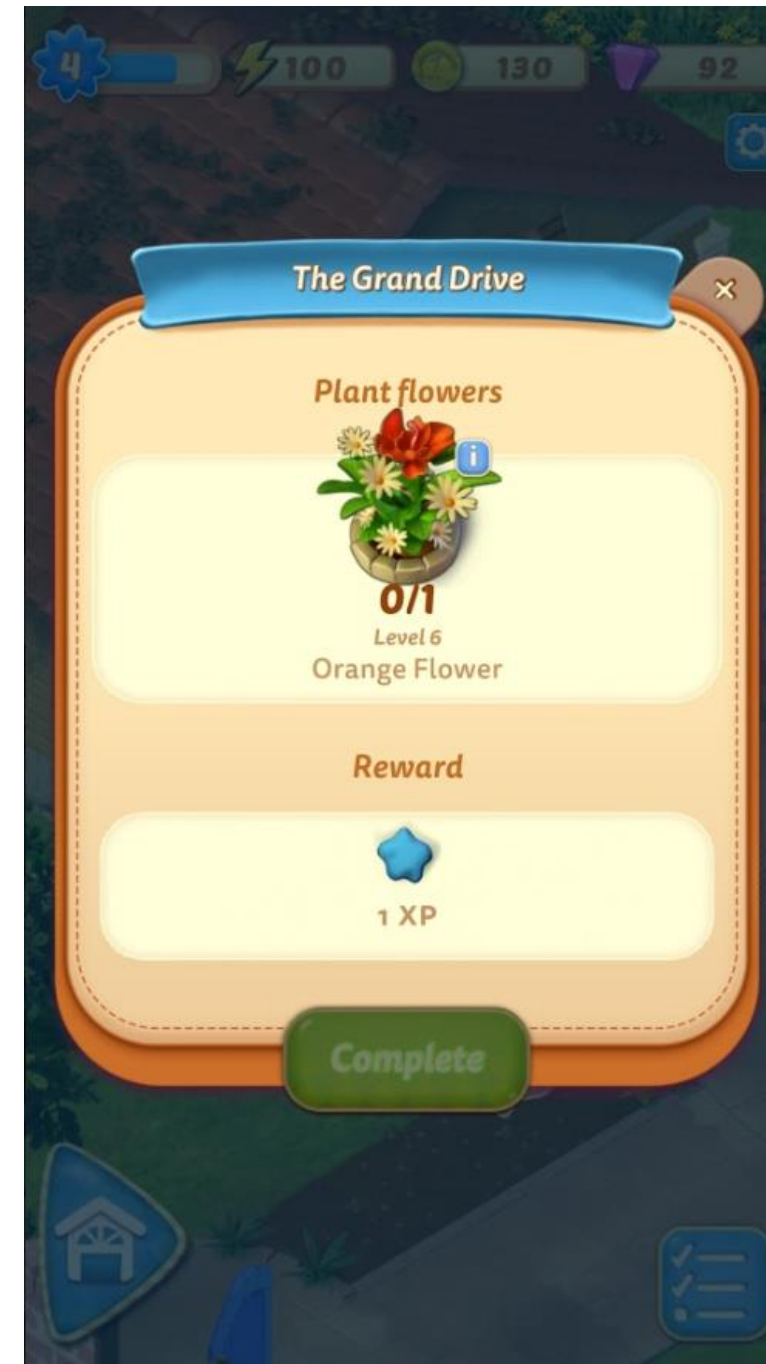 4 100 130 92
The Grand Drive
Plant flowers
i
0/1
Level 6
Orange Flower
Reward
1 XP
Complete